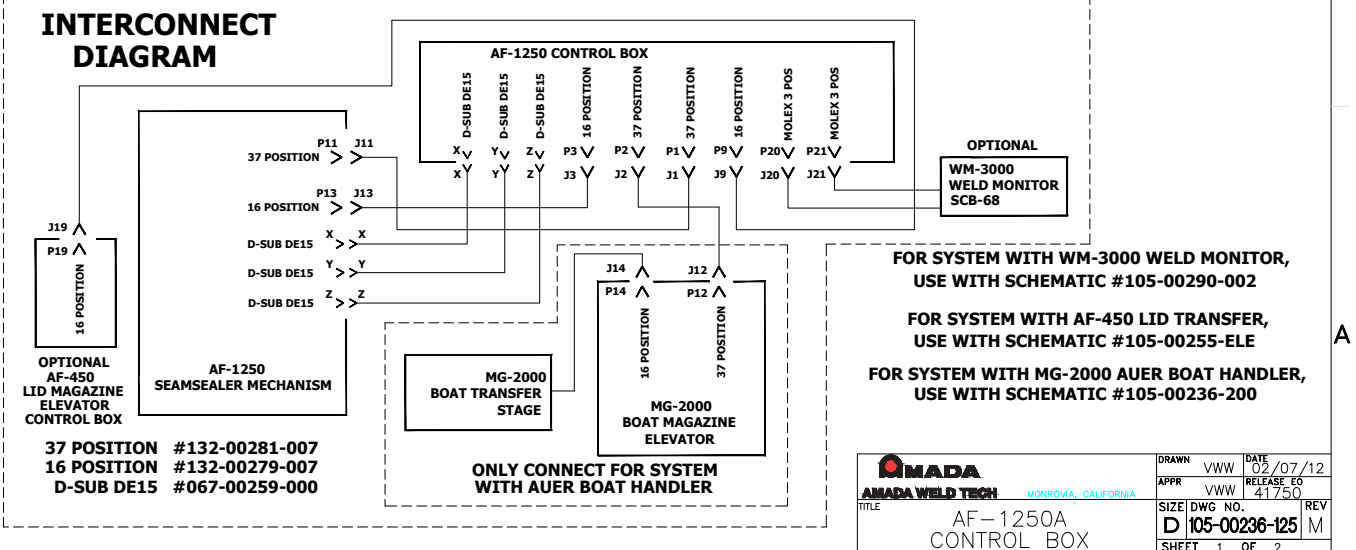 INTERCONNECT
DIAGRAM
AF-1250 CONTROL BOX
D-SUB DE15
D-SUB DE15
D-SUB DE15
16 POSITION
37 POSITION
37 POSITION
16 POSITION
MOLEX 3 POS
MOLEX 3 POS
X Y Z P3 P2 P1 P9 P20 P21
X Y Z J3 J2 J1 J9 J20 J21
OPTIONAL
WM-3000
WELD MONITOR
SCB-68
P11 J11
37 POSITION
P13 J13
16 POSITION
X X
D-SUB DE15
Y Y
D-SUB DE15
Z Z
D-SUB DE15
AF-1250
SEAMSEALER MECHANISM
J19
P19
16 POSITION
OPTIONAL
AF-450
LID MAGAZINE
ELEVATOR
CONTROL BOX
J14 J12
P14 P12
16 POSITION
37 POSITION
MG-2000
BOAT TRANSFER
STAGE
MG-2000
BOAT MAGAZINE
ELEVATOR
ONLY CONNECT FOR SYSTEM
WITH AUER BOAT HANDLER
37 POSITION #132-00281-007
16 POSITION #132-00279-007
D-SUB DE15 #067-00259-000
FOR SYSTEM WITH WM-3000 WELD MONITOR,
USE WITH SCHEMATIC #105-00290-002
FOR SYSTEM WITH AF-450 LID TRANSFER,
USE WITH SCHEMATIC #105-00255-ELE
FOR SYSTEM WITH MG-2000 AUER BOAT HANDLER,
USE WITH SCHEMATIC #105-00236-200
A
AMADA
AMADA WELD TECH MONROVIA, CALIFORNIA
DRAWN VWW DATE 02/07/12
APPR VWW RELEASE EO 41750
TITLE
AF-1250A
CONTROL BOX
SIZE DWG NO. REV
D 105-00236-125 M
SHEET 1 OF 2